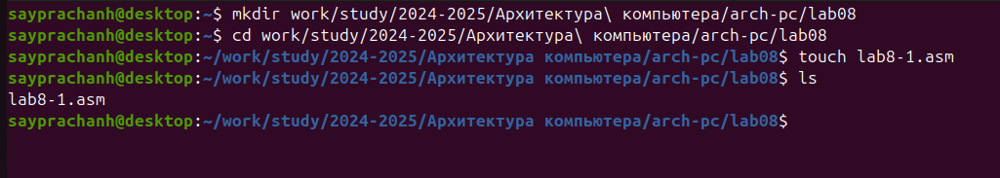 sayprachanh@desktop:~$ mkdir work/study/2024-2025/Архитектура\ компьютера/arch-pc/lab08
sayprachanh@desktop:~$ cd work/study/2024-2025/Архитектура\ компьютера/arch-pc/lab08
sayprachanh@desktop:~/work/study/2024-2025/Архитектура компьютера/arch-pc/lab08$ touch lab8-1.asm
sayprachanh@desktop:~/work/study/2024-2025/Архитектура компьютера/arch-pc/lab08$ ls
lab8-1.asm
sayprachanh@desktop:~/work/study/2024-2025/Архитектура компьютера/arch-pc/lab08$